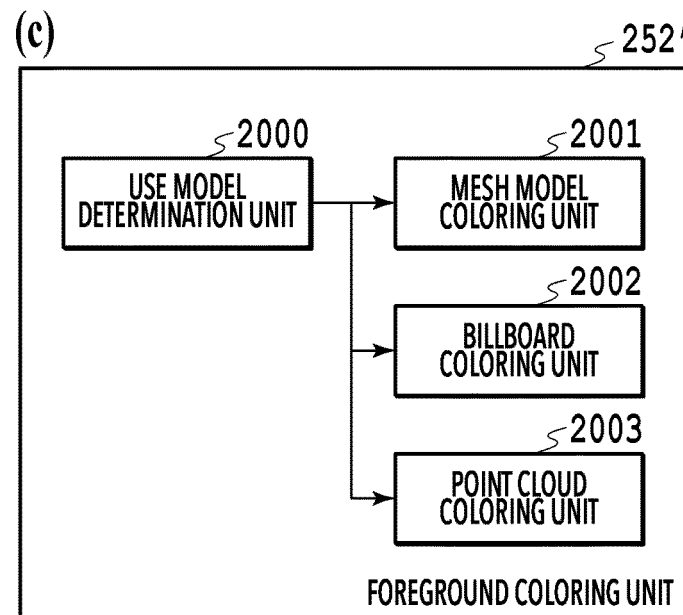 (c)
252'
2000
2001
USE MODEL
DETERMINATION UNIT
MESH MODEL
COLORING UNIT
2002
BILLBOARD
COLORING UNIT
2003
POINT CLOUD
COLORING UNIT
FOREGROUND COLORING UNIT